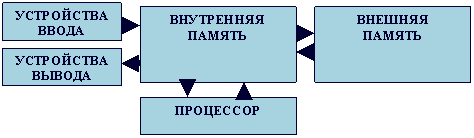 УСТРОЙСТВА
ВВОДА
УСТРОЙСТВА
ВЫВОДА
ВНУТРЕННЯЯ
ПАМЯТЬ
ВНЕШНЯЯ
ПАМЯТЬ
ПРОЦЕССОР